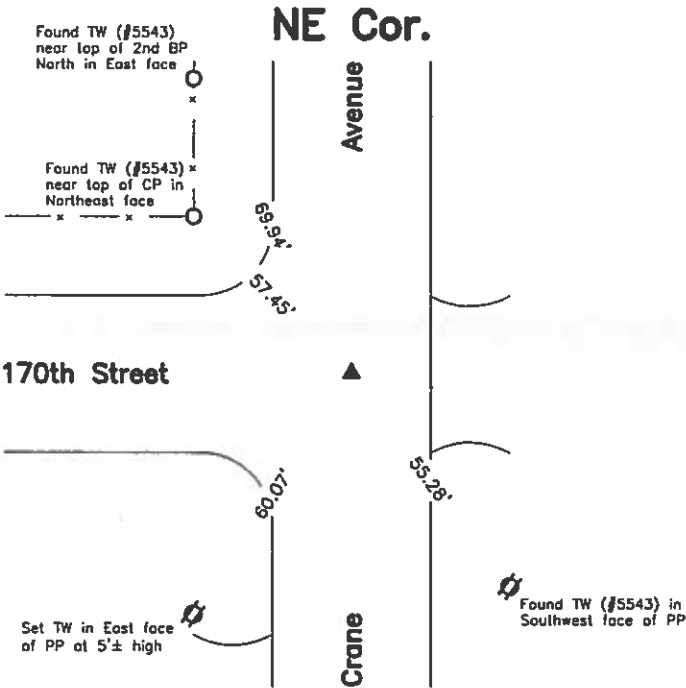 NE Cor.
Found TW (#5543)
near top of 2nd BP
North in East face
Avenue
Found TW (#5543)
near top of CP in
Northeast face
69.94'
57.45'
170th Street
60.07'
55.28'
Set TW in East face
of PP at 5'± high
Crane
Found TW (#5543) in
Southwest face of PP